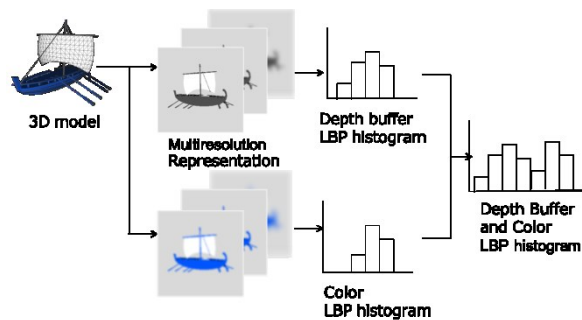 3D model
Multiresolution
Representation
Depth buffer
LBP histogram
Color
LBP histogram
Depth Buffer
and Color
LBP histogram